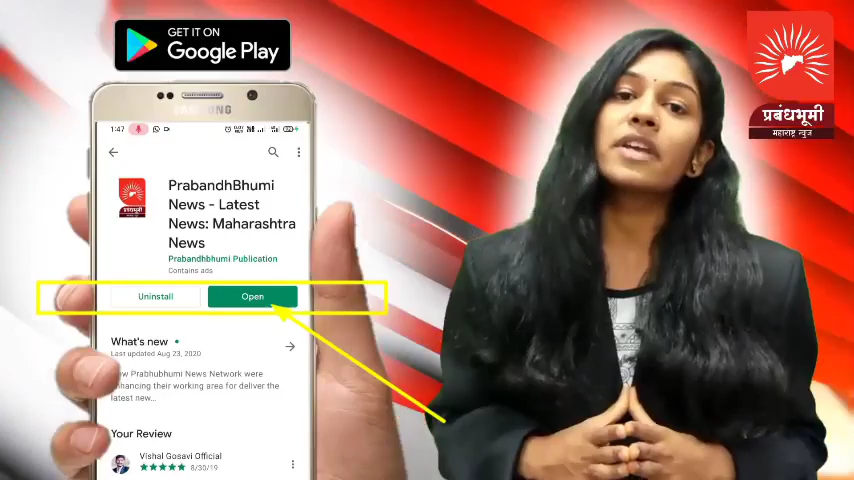 GET IT ON
Google Play
SAMSUNG
1:47
PrabandhBhumi
News - Latest
News: Maharashtra
News
Prabandhbhumi Publication
Contains ads
Uninstall
Open
What's new
Last updated Aug 23, 2020
Now Prabhubhumi News Network were
enhancing their working area for deliver the
latest new...
Your Review
Vishal Gosavi Official
8/30/19
प्रबंधभूमी
महाराष्ट्र न्युज